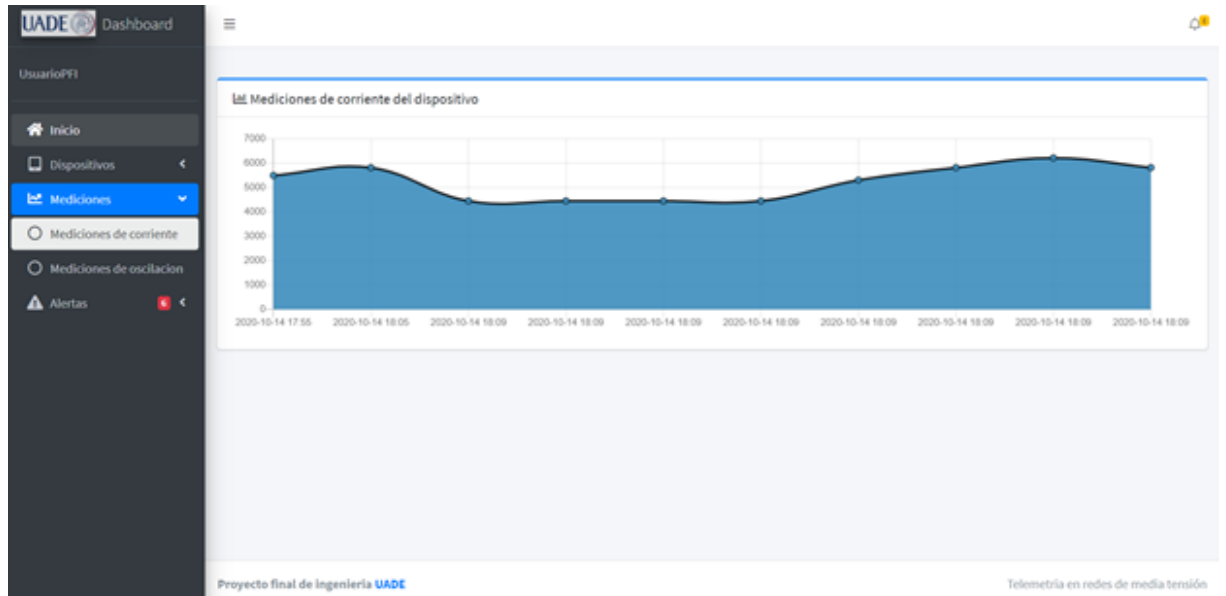 UADE Dashboard
UsuarioPFI
Inicio
Dispositivos
Mediciones
Mediciones de corriente
Mediciones de oscilacion
Alertas 6
Mediciones de corriente del dispositivo
7000
6000
5000
4000
3000
2000
1000
0
2020-10-14 17:55 2020-10-14 18:05 2020-10-14 18:09 2020-10-14 18:09 2020-10-14 18:09 2020-10-14 18:09 2020-10-14 18:09 2020-10-14 18:09 2020-10-14 18:09 2020-10-14 18:09
Proyecto final de ingenieria UADE
Telemetria en redes de media tensión